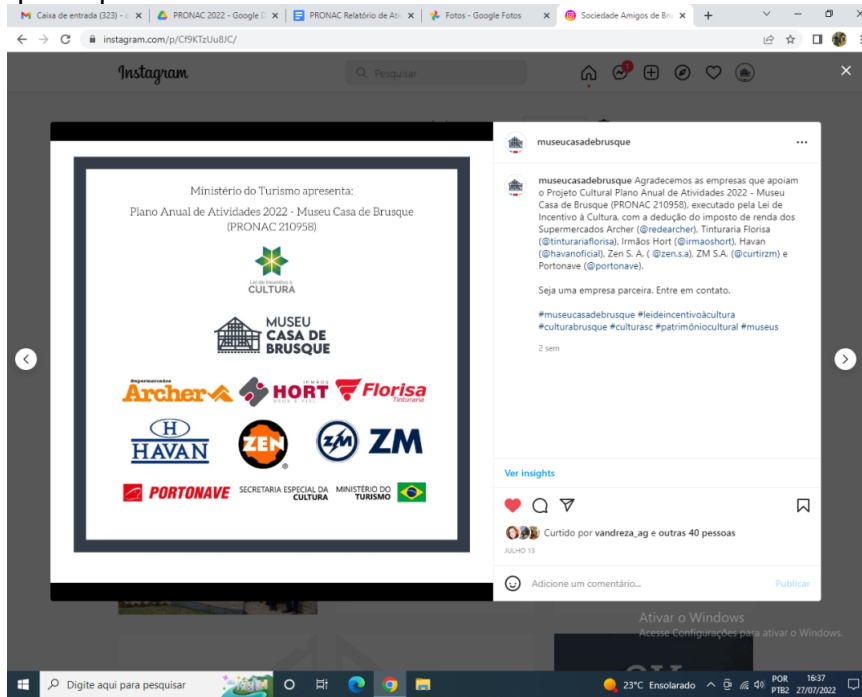 Caixa de entrada (323) - c
PRONAC 2022 - Google D
PRONAC Relatório de Ativ
Fotos - Google Fotos
Sociedade Amigos de Bru
instagram.com/p/Cf9KTzUu8JC/
Instagram
Pesquisar
1
Ministério do Turismo apresenta:
Plano Anual de Atividades 2022 - Museu Casa de Brusque
(PRONAC 210958)
Lei de Incentivo à
CULTURA
MUSEU
CASA DE
BRUSQUE
Supermercados
Archer
IRMÃOS
HORT
Florisa
Tinturaria
H
HAVAN
ZEN
®
ZM
ZM
PORTONAVE
SECRETARIA ESPECIAL DA
CULTURA
MINISTÉRIO DO
TURISMO
museucasadebrusque
museucasadebrusque Agradecemos as empresas que apoiam
o Projeto Cultural Plano Anual de Atividades 2022 - Museu
Casa de Brusque (PRONAC 210958), executado pela Lei de
Incentivo à Cultura, com a dedução do imposto de renda dos
Supermercados Archer (@redearcher), Tinturaria Florisa
(@tinturariaflorisa), Irmãos Hort (@irmaoshort), Havan
(@havanoficial), Zen S. A. ( @zen.s.a), ZM S.A. (@curtirzm) e
Portonave (@portonave).
Seja uma empresa parceira. Entre em contato.
#museucasadebrusque #leideincentivoàcultura
#culturabrusque #culturasc #patrimôniocultural #museus
2 sem
Ver insights
Curtido por vandreza_ag e outras 40 pessoas
JULHO 13
Adicione um comentário...
Publicar
Ativar o Windows
Acesse Configurações para ativar o Windows.
Digite aqui para pesquisar
23°C Ensolarado
POR
PTB2
16:37
27/07/2022